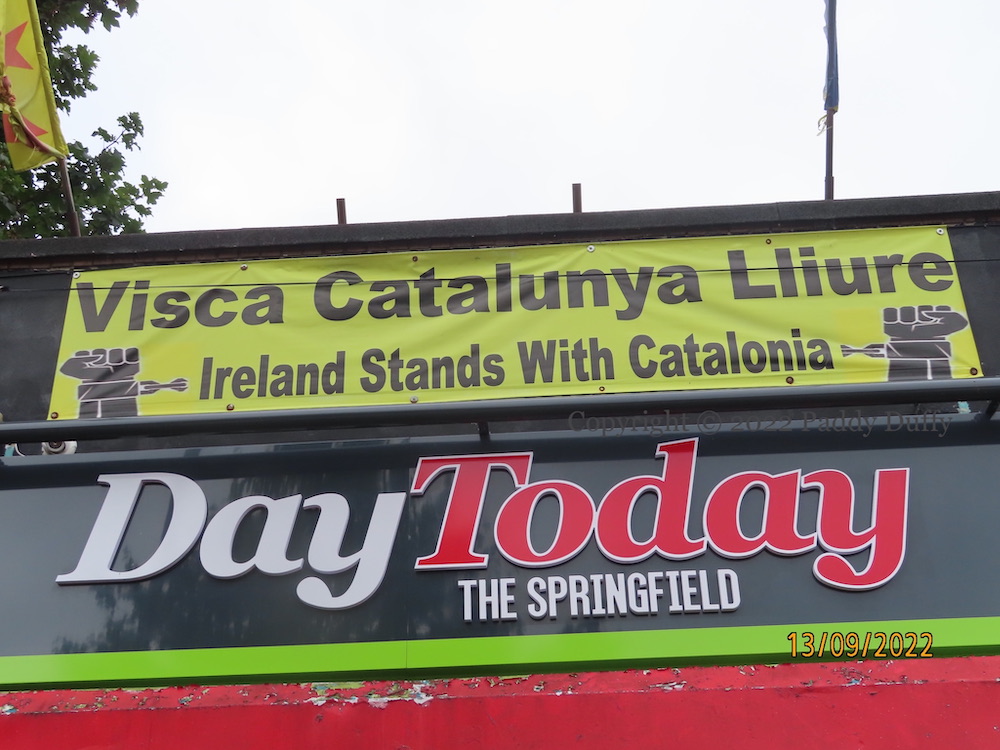 Visca Catalunya Lliure
Ireland Stands With Catalonia
Copyright © 2022 Paddy Duffy
DayToday
THE SPRINGFIELD
13/09/2022